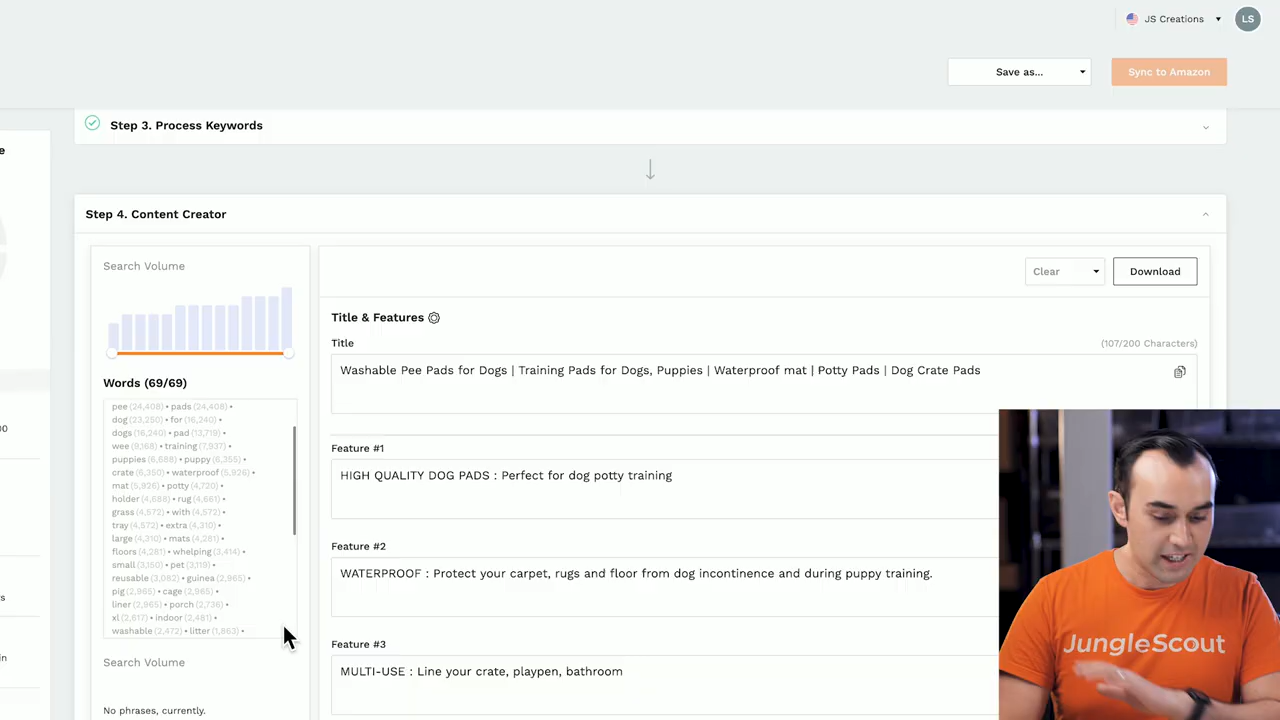 JS Creations
LS
Save as...
Sync to Amazon
e
Step 3. Process Keywords
Step 4. Content Creator
Search Volume
Clear
Download
Title & Features
Title
(107/200 Characters)
Washable Pee Pads for Dogs | Training Pads for Dogs, Puppies | Waterproof mat | Potty Pads | Dog Crate Pads
Words (69/69)
pee (24,408) • pads (24,408) •
dog (23,250) • for (16,240) •
dogs (16,240) • pad (13,719) •
wee (9,168) • training (7,937) •
puppies (6,688) • puppy (6,355) •
crate (6,350) • waterproof (5,926) •
mat (5,926) • potty (4,720) •
holder (4,688) • rug (4,661) •
grass (4,572) • with (4,572) •
tray (4,572) • extra (4,310) •
large (4,310) • mats (4,281) •
floors (4,281) • whelping (3,414) •
small (3,150) • pet (3,119) •
reusable (3,082) • guinea (2,965) •
pig (2,965) • cage (2,965) •
liner (2,965) • porch (2,736) •
xl (2,617) • indoor (2,481) •
washable (2,472) • litter (1,863) •
Search Volume
No phrases, currently.
00
s
in
Feature #1
HIGH QUALITY DOG PADS : Perfect for dog potty training
Feature #2
WATERPROOF : Protect your carpet, rugs and floor from dog incontinence and during puppy training.
Feature #3
MULTI-USE : Line your crate, playpen, bathroom
JungleScout